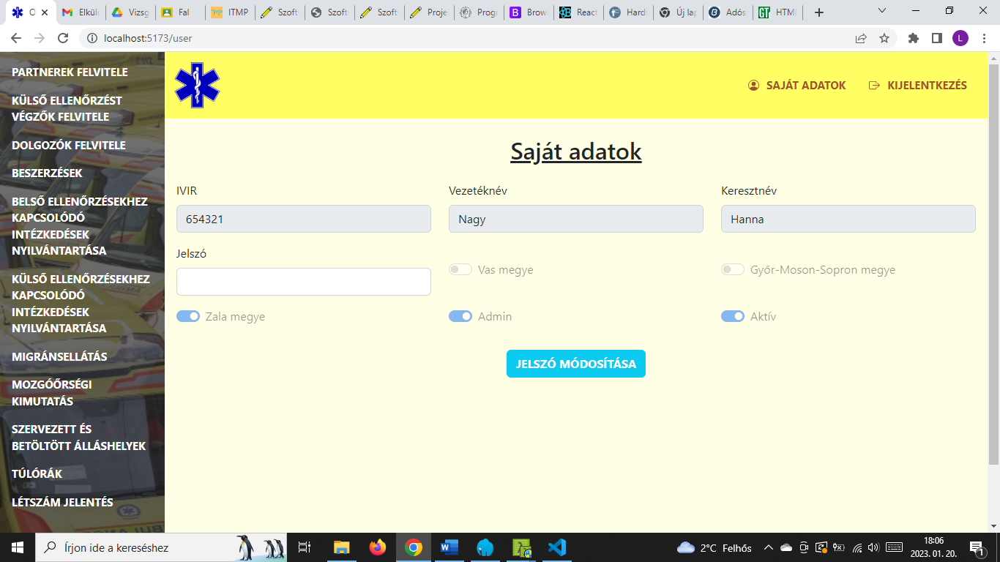 O
Elkül
Vizsg
Fal
ITMP
Szoft
Szoft
Szoft
Proje
Progr
B Brow
React
Hard
Új lap
Adós
GT HTML
localhost:5173/user
L
PARTNEREK FELVITELE
KÜLSŐ ELLENŐRZÉST
VÉGZŐK FELVITELE
DOLGOZÓK FELVITELE
BESZERZÉSEK
BELSŐ ELLENŐRZÉSEKHEZ
KAPCSOLÓDÓ
INTÉZKEDÉSEK
NYILVÁNTARTÁSA
KÜLSŐ ELLENŐRZÉSEKHEZ
KAPCSOLÓDÓ
INTÉZKEDÉSEK
NYILVÁNTARTÁSA
MIGRÁNSELLÁTÁS
MOZGÓŐRSÉGI
KIMUTATÁS
SZERVEZETT ÉS
BETÖLTÖTT ÁLLÁSHELYEK
TÚLÓRÁK
LÉTSZÁM JELENTÉS
SAJÁT ADATOK
KIJELENTKEZÉS
Saját adatok
IVIR
Vezetéknév
Keresztnév
654321
Nagy
Hanna
Jelszó
Vas megye
Győr-Moson-Sopron megye
Zala megye
Admin
Aktív
JELSZÓ MÓDOSÍTÁSA
Írjon ide a kereséshez
2°C Felhős
18:06
2023. 01. 20.
1